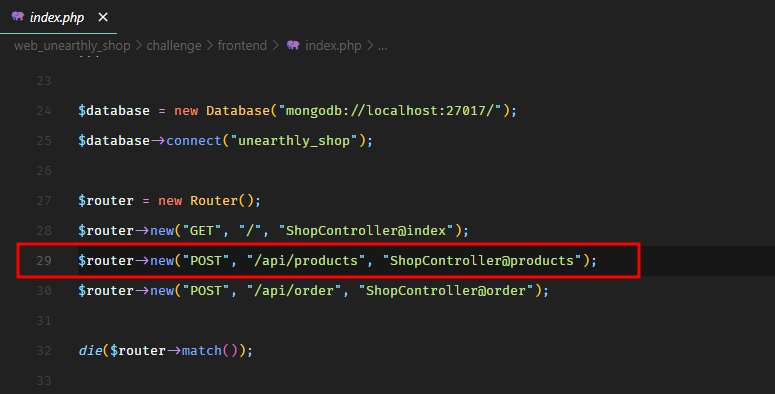 index.php ×
web_unearthly_shop > challenge > frontend > index.php > ...
23
24 $database = new Database("mongodb://localhost:27017/");
25 $database->connect("unearthly_shop");
26
27 $router = new Router();
28 $router->new("GET", "/", "ShopController@index");
29 $router->new("POST", "/api/products", "ShopController@products");
30 $router->new("POST", "/api/order", "ShopController@order");
31
32 die($router->match());
33